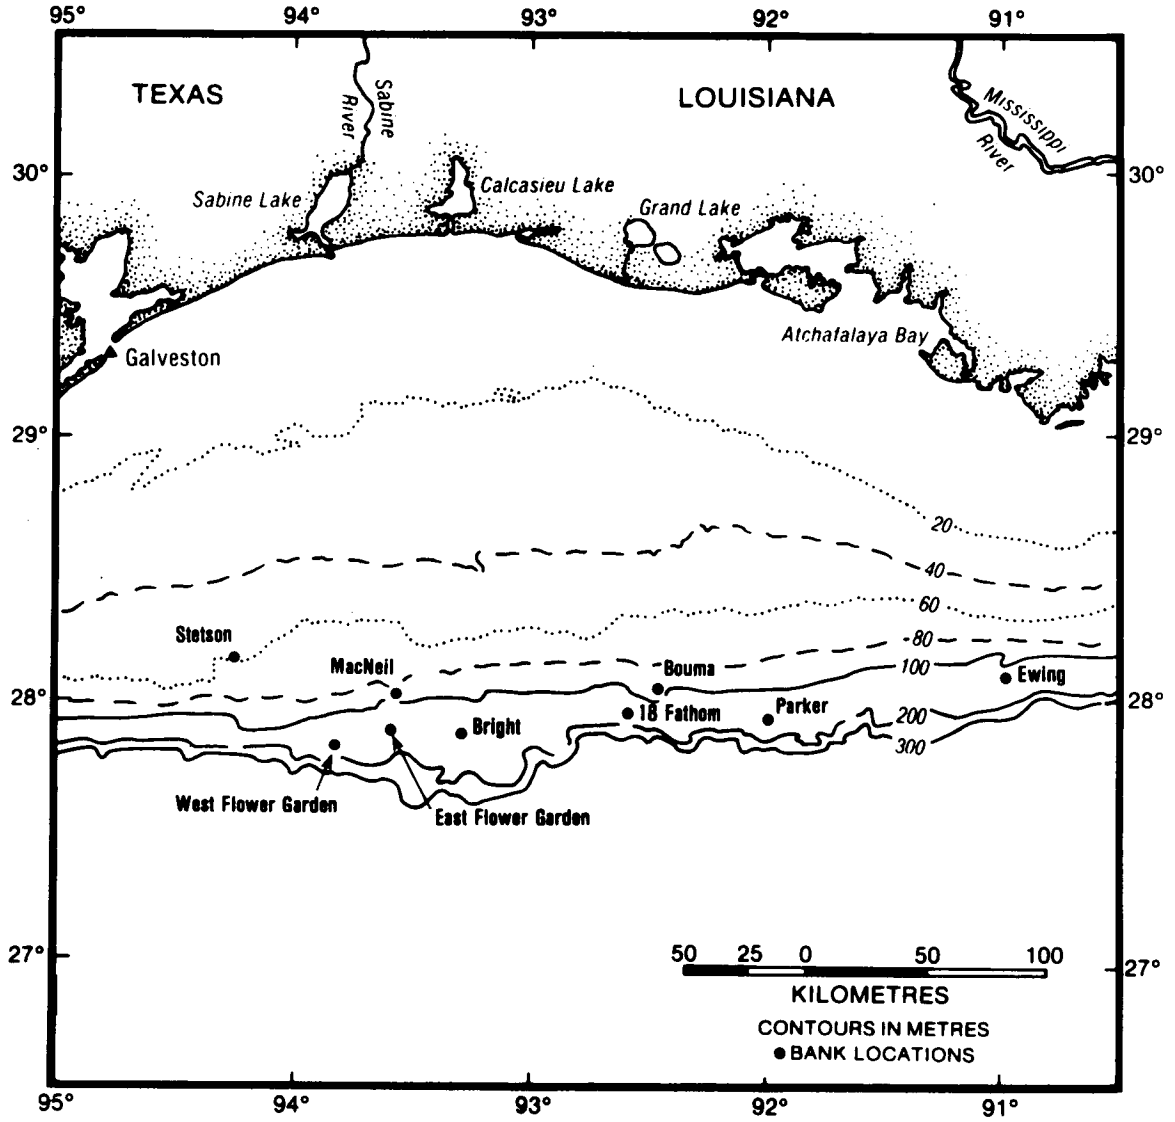 95° 94° 93° 92° 91°
TEXAS
LOUISIANA
Sabine
River
Mississippi
River
30°
30°
Sabine Lake
Calcasieu Lake
Grand Lake
Atchafalaya Bay
Galveston
29°
29°
20
40
60
80
100
Stetson
MacNeil
Bouma
Ewing
28°
28°
Bright
18 Fathom
Parker
200
300
West Flower Garden
East Flower Garden
27°
27°
50 25 0 50 100
KILOMETRES
CONTOURS IN METRES
BANK LOCATIONS
95° 94° 93° 92° 91°